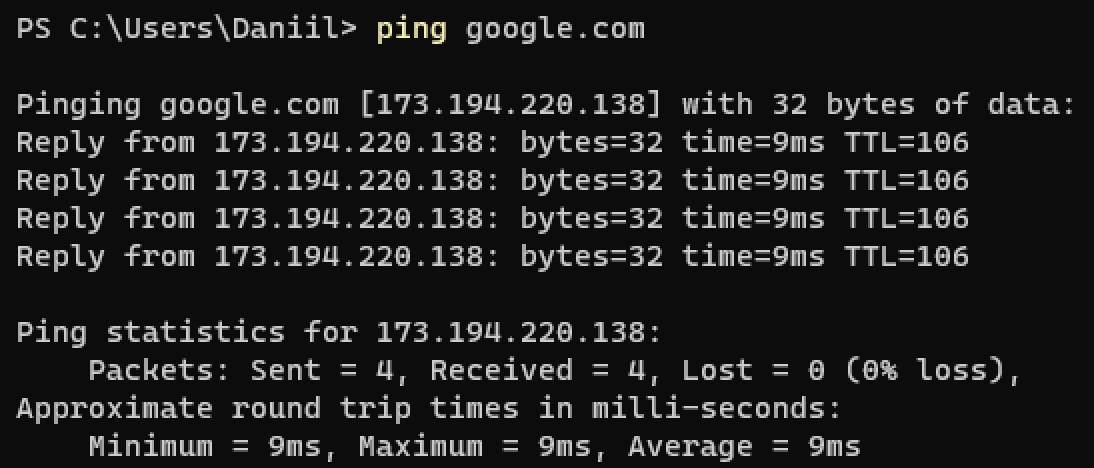 PS C:\Users\Daniil> ping google.com
Pinging google.com [173.194.220.138] with 32 bytes of data:
Reply from 173.194.220.138: bytes=32 time=9ms TTL=106
Reply from 173.194.220.138: bytes=32 time=9ms TTL=106
Reply from 173.194.220.138: bytes=32 time=9ms TTL=106
Reply from 173.194.220.138: bytes=32 time=9ms TTL=106
Ping statistics for 173.194.220.138:
    Packets: Sent = 4, Received = 4, Lost = 0 (0% loss),
Approximate round trip times in milli-seconds:
    Minimum = 9ms, Maximum = 9ms, Average = 9ms